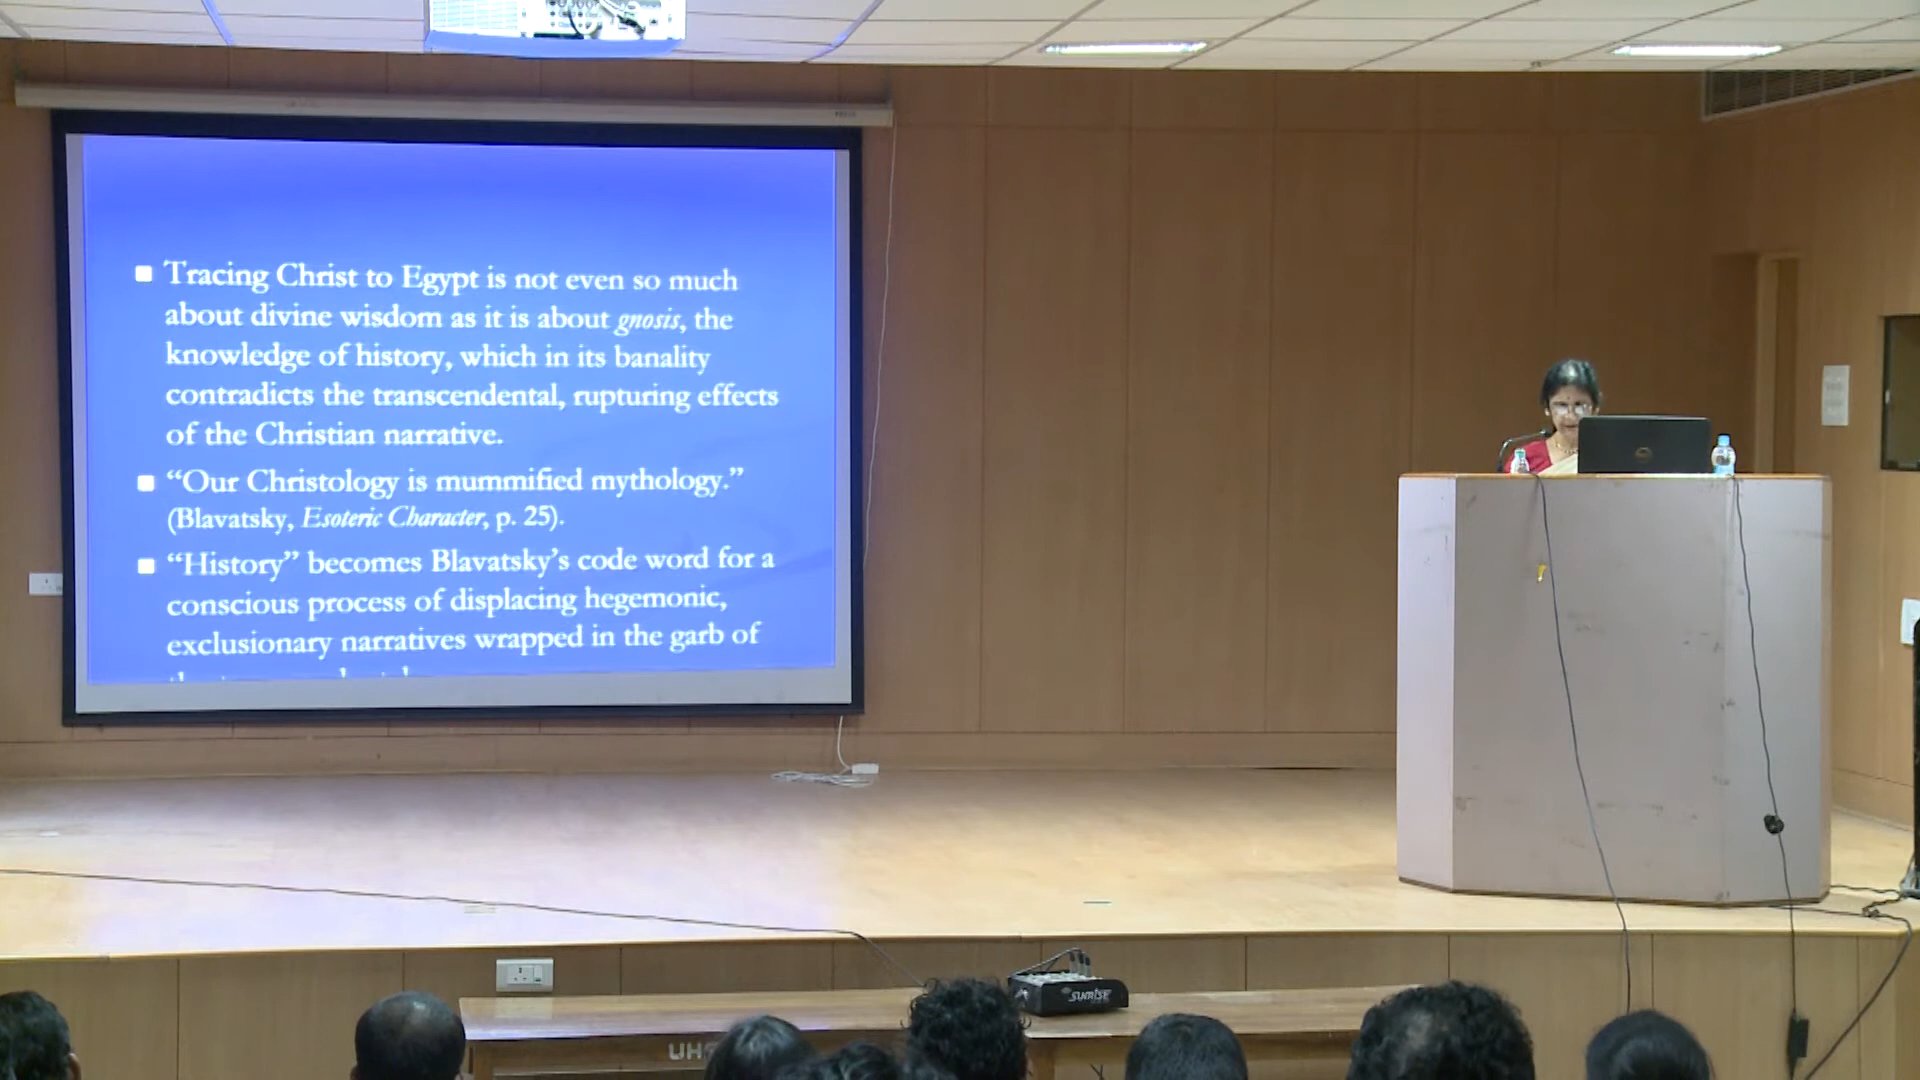 ■ Tracing Christ to Egypt is not even so much
about divine wisdom as it is about gnosis, the
knowledge of history, which in its banality
contradicts the transcendental, rupturing effects
of the Christian narrative.
■ “Our Christology is mummified mythology.”
(Blavatsky, Esoteric Character, p. 25).
■ “History” becomes Blavatsky’s code word for a
conscious process of displacing hegemonic,
exclusionary narratives wrapped in the garb of
SUNRISE